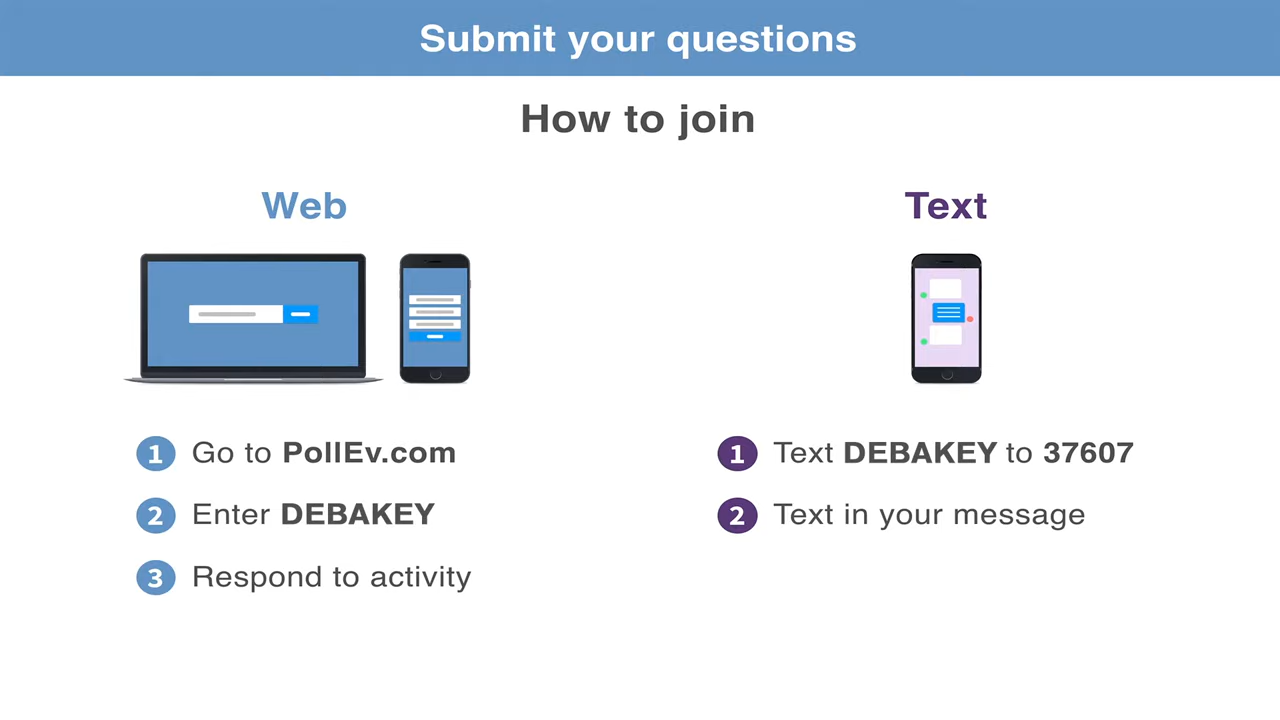 Submit your questions
How to join
Web
Text
1 Go to PollEv.com
2 Enter DEBAKEY
3 Respond to activity
1 Text DEBAKEY to 37607
2 Text in your message